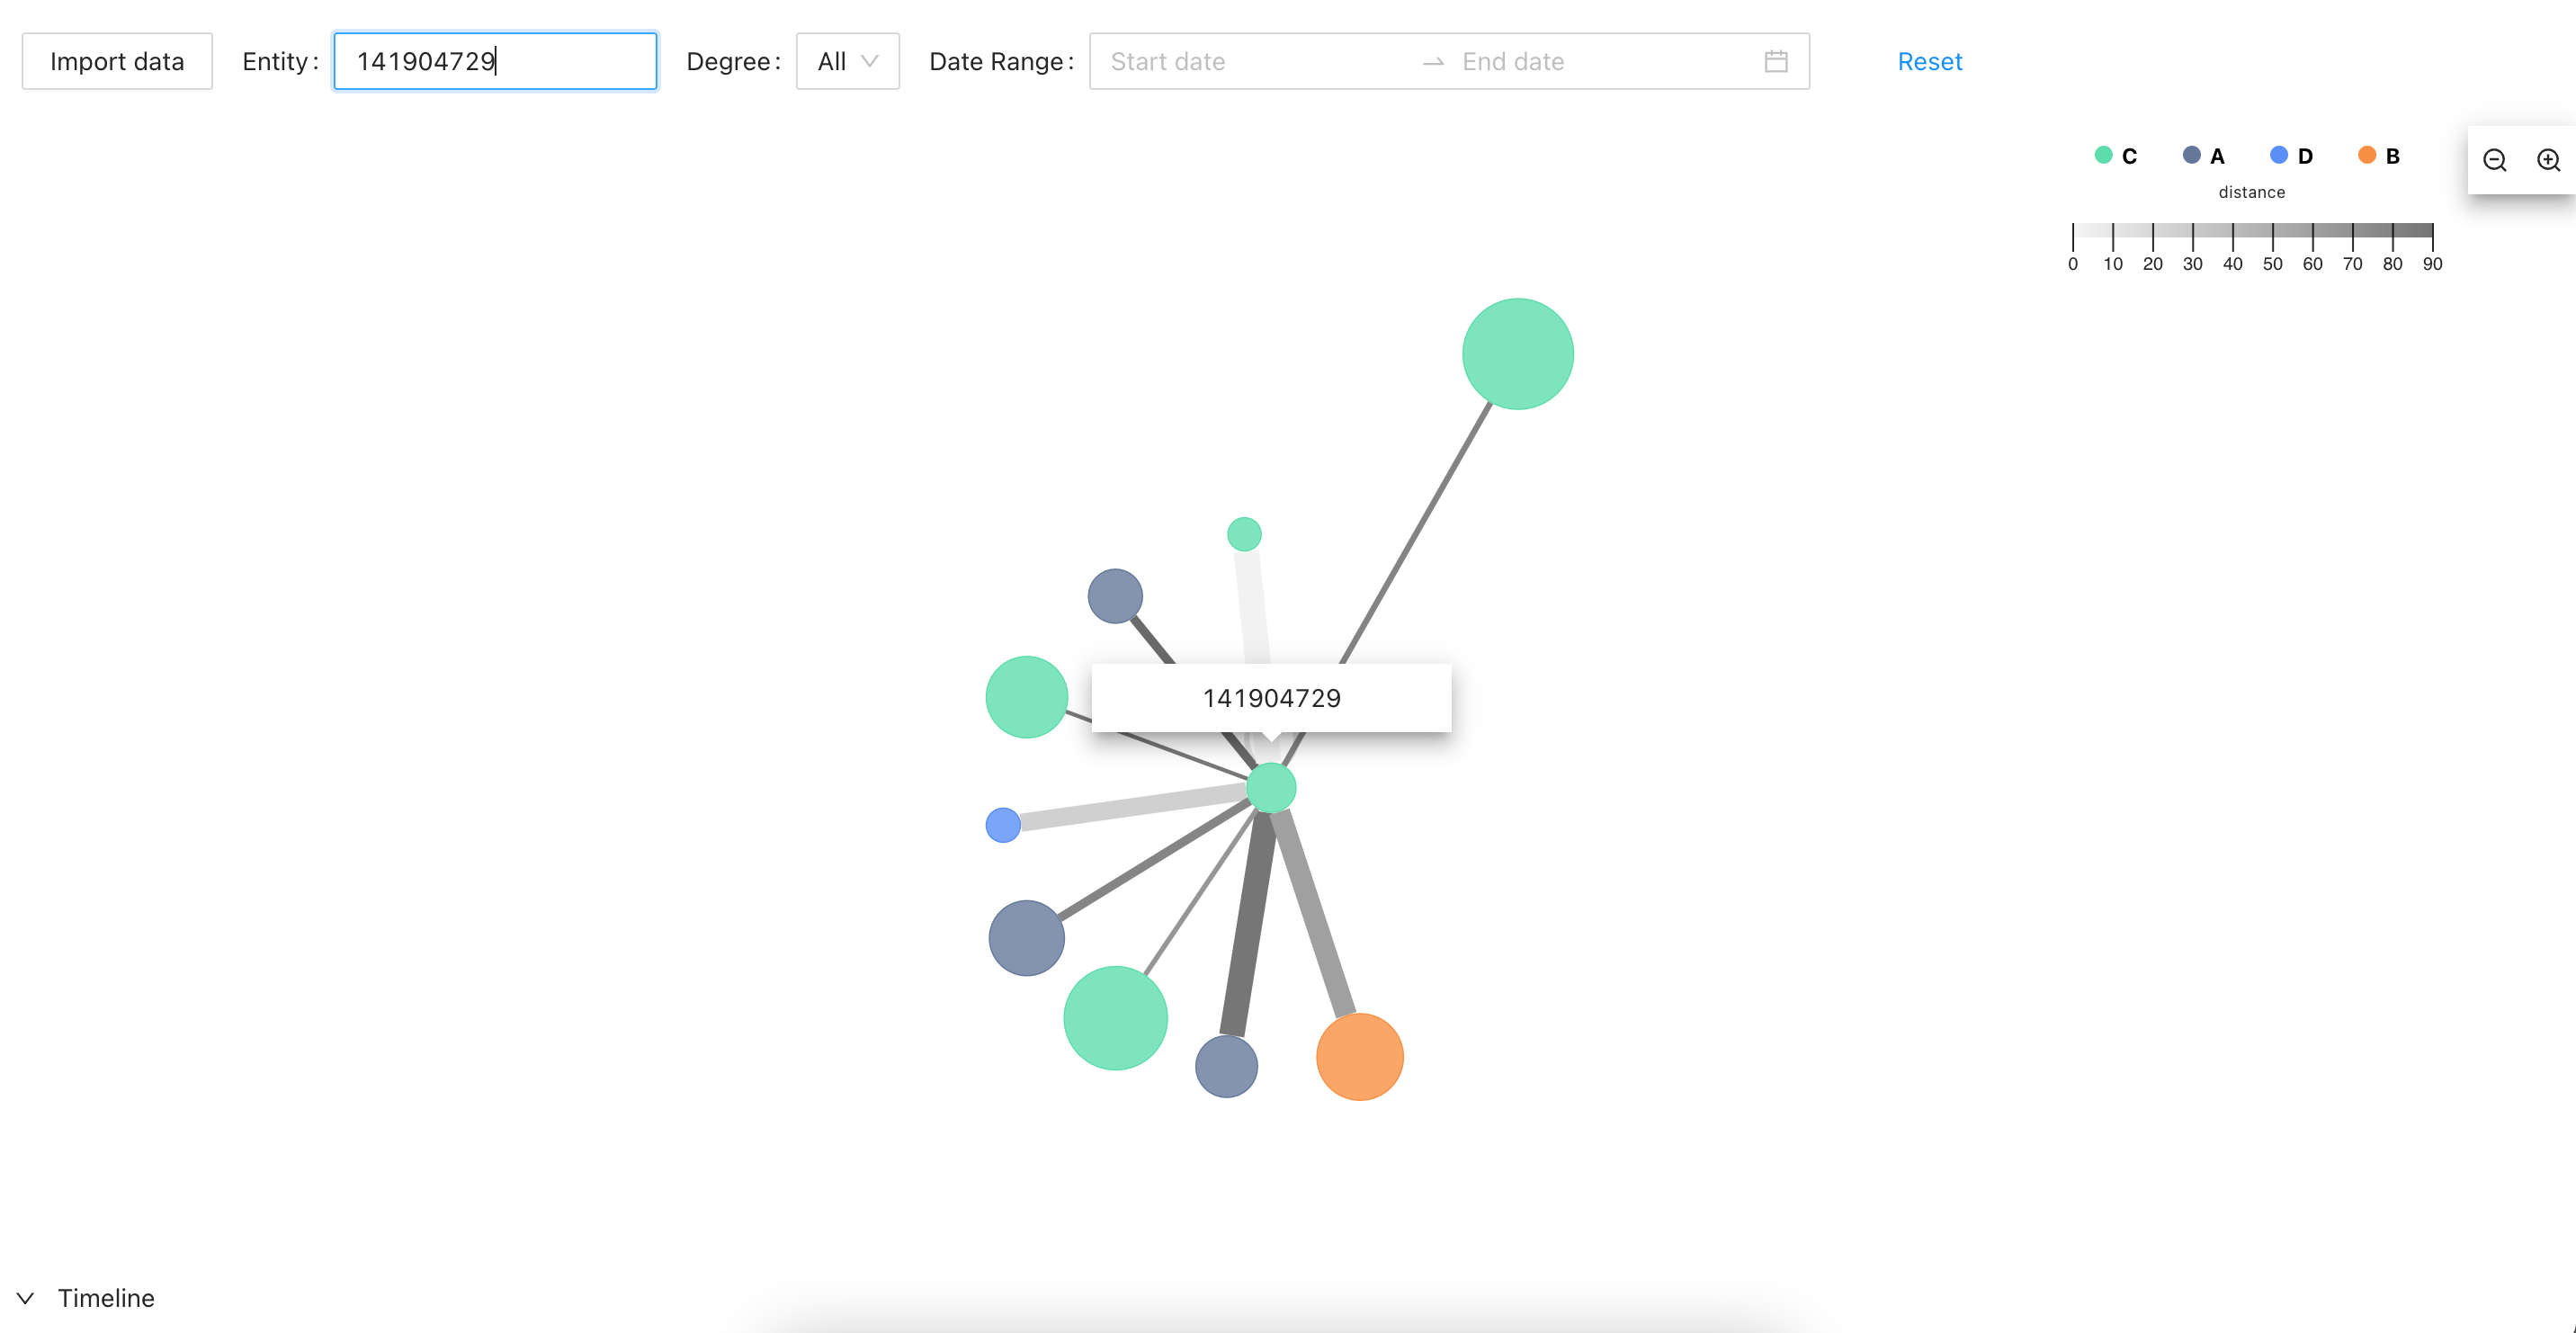 Import data Entity: 141904729 Degree: All Date Range: Start date End date Reset
C A D B
distance
0 10 20 30 40 50 60 70 80 90
141904729
Timeline